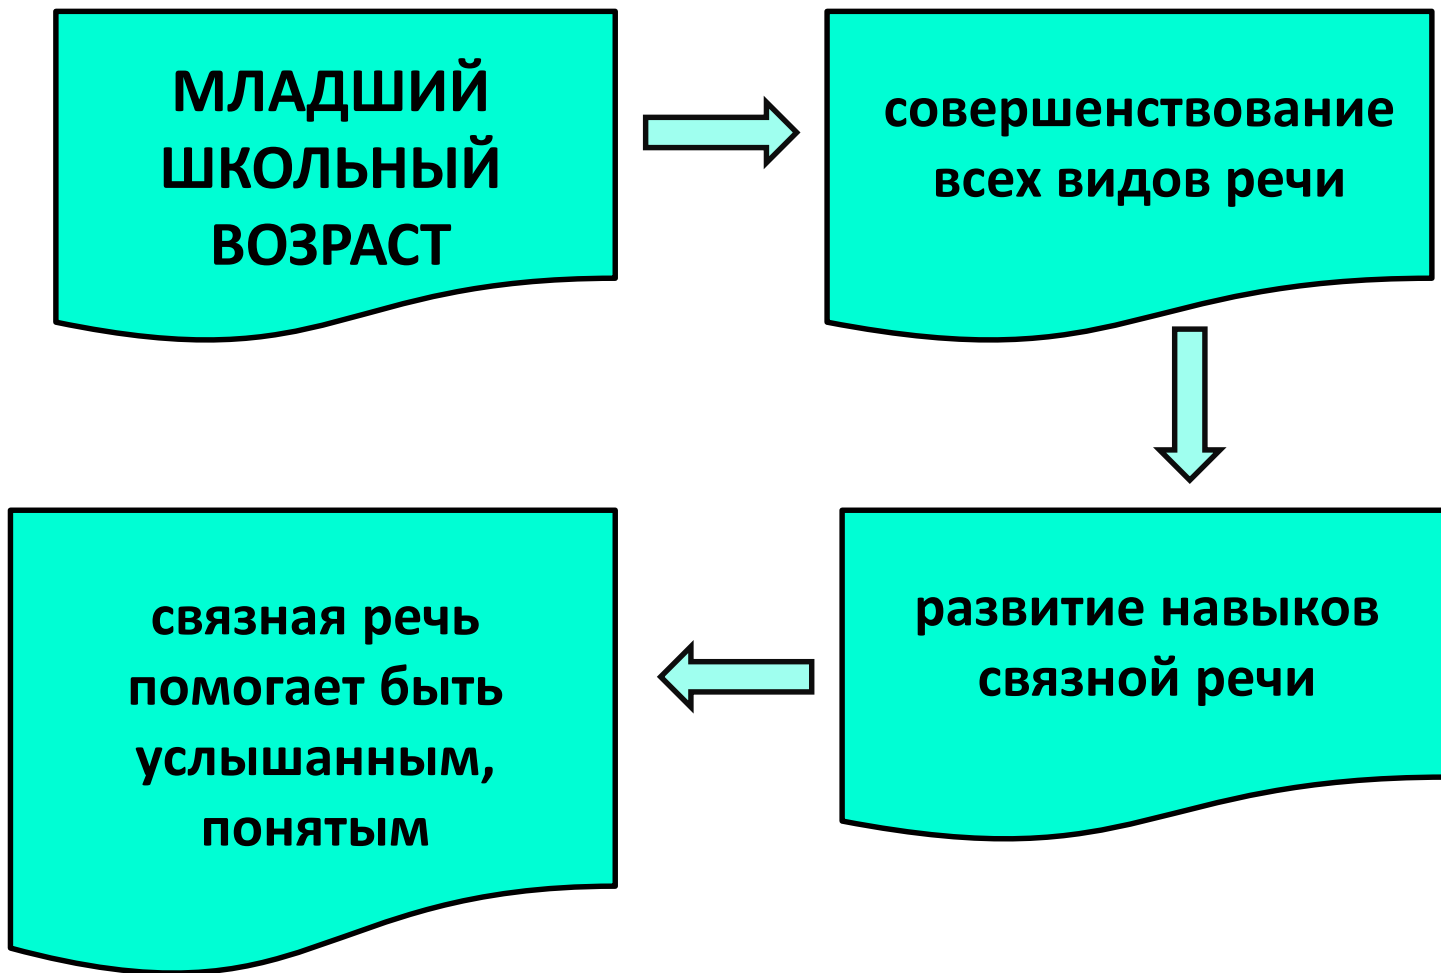 МЛАДШИЙ
ШКОЛЬНЫЙ
ВОЗРАСТ
совершенствование
всех видов речи
развитие навыков
связной речи
связная речь
помогает быть
услышанным,
понятым